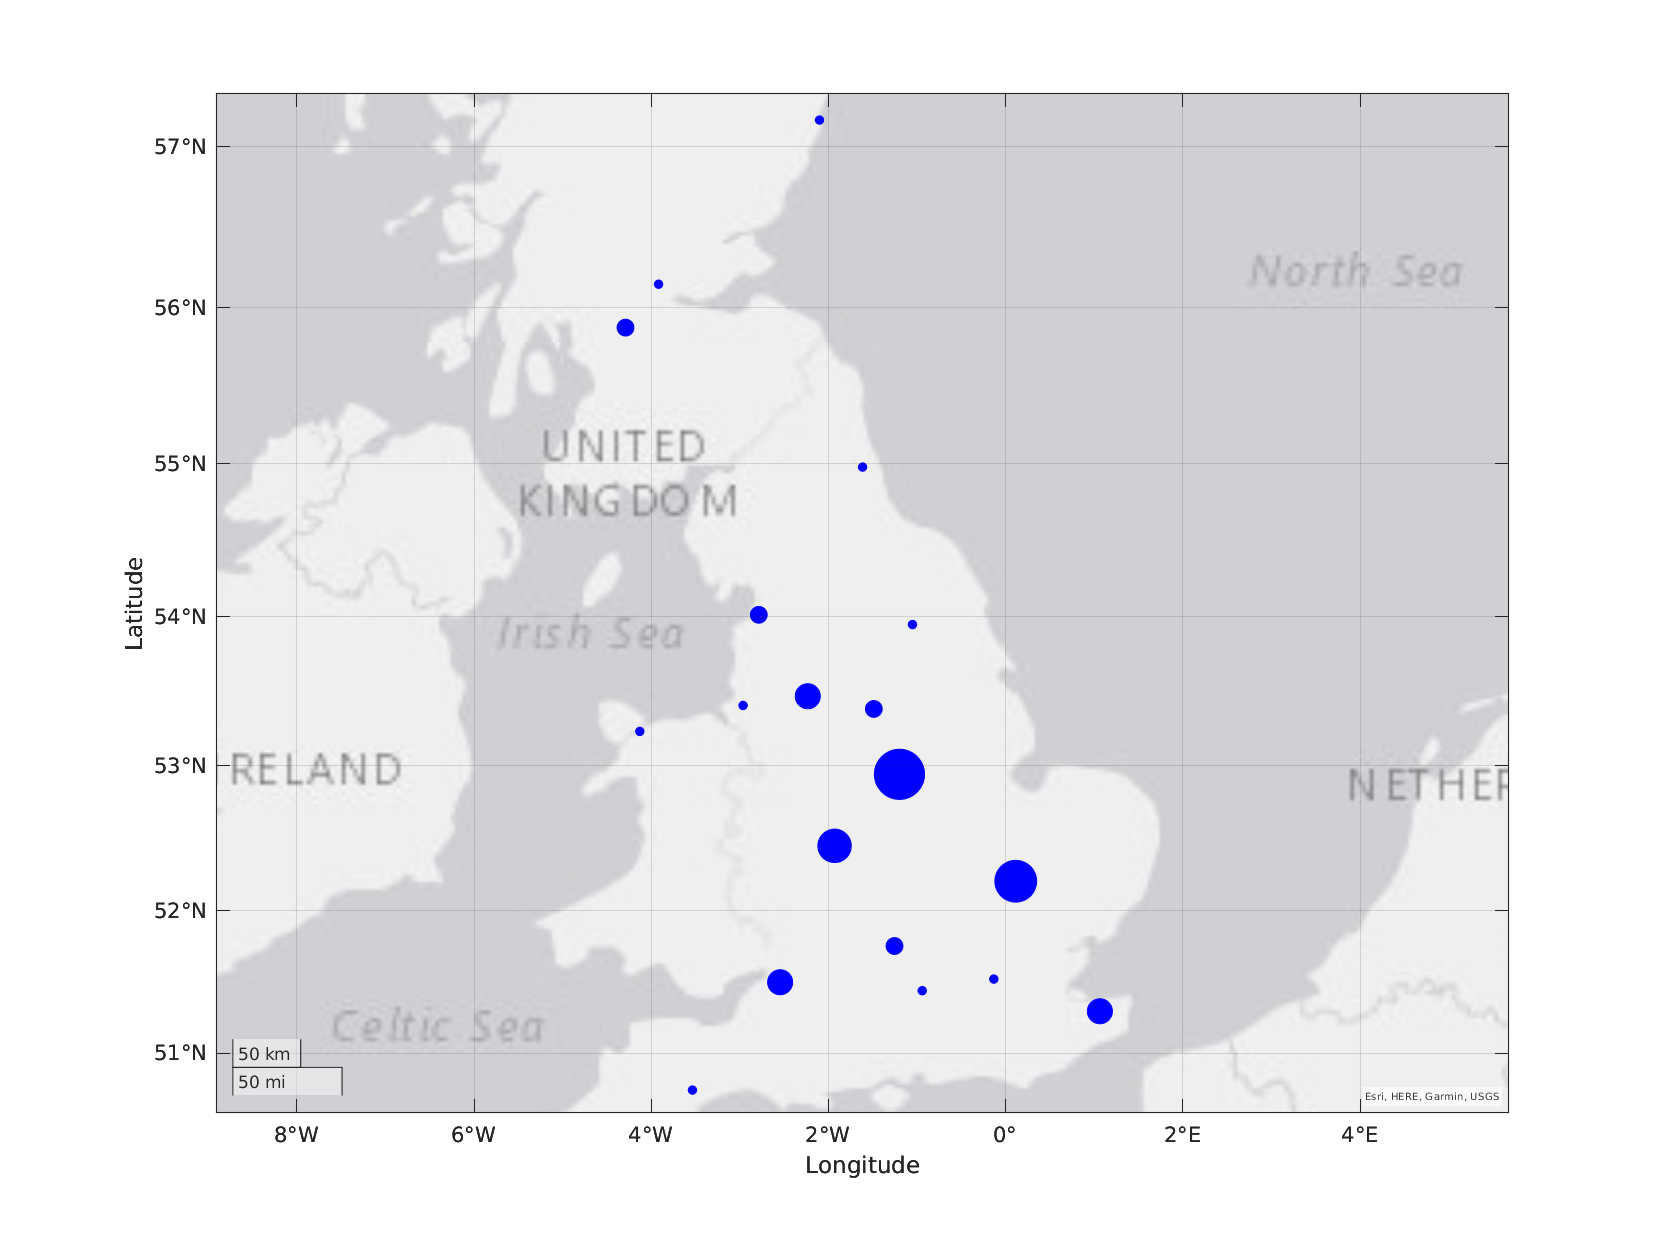 57°N
56°N
55°N
54°N
53°N
52°N
51°N
Latitude
North Sea
UNITED
KINGDOM
Irish Sea
RELAND
NETHER
Celtic Sea
50 km
50 mi
Esri, HERE, Garmin, USGS
8°W 6°W 4°W 2°W 0° 2°E 4°E
Longitude